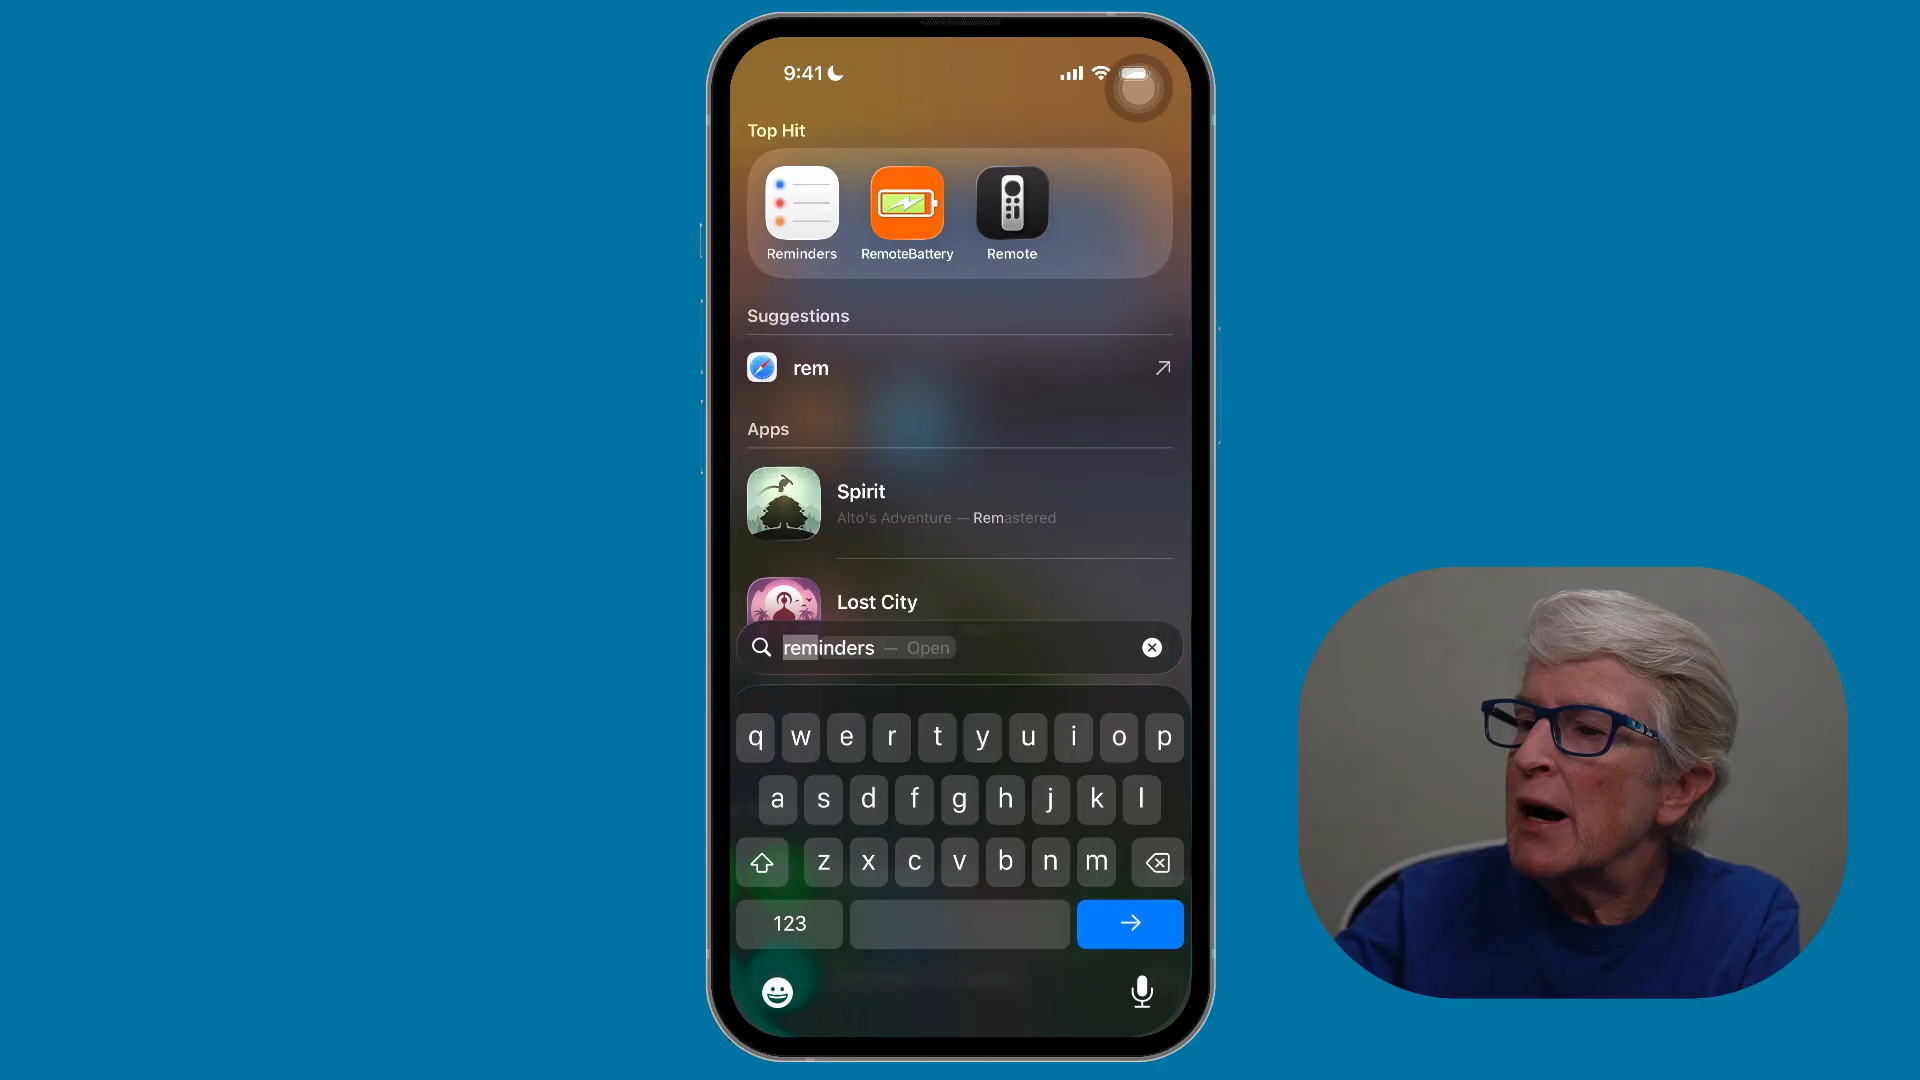 9:41
Top Hit
Reminders RemoteBattery Remote
Suggestions
rem
Apps
Spirit
Alto's Adventure — Remastered
Lost City
reminders — Open
q w e r t y u i o p
a s d f g h j k l
z x c v b n m
123